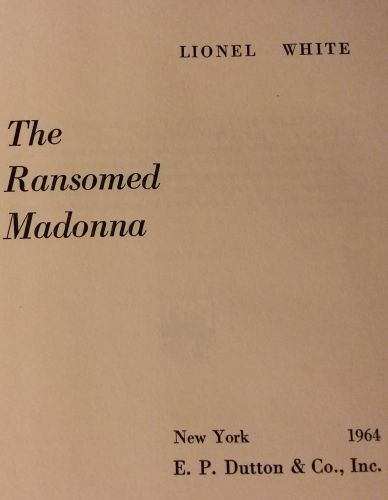 LIONEL WHITE
The
Ransomed
Madonna
New York 1964
E. P. Dutton & Co., Inc.